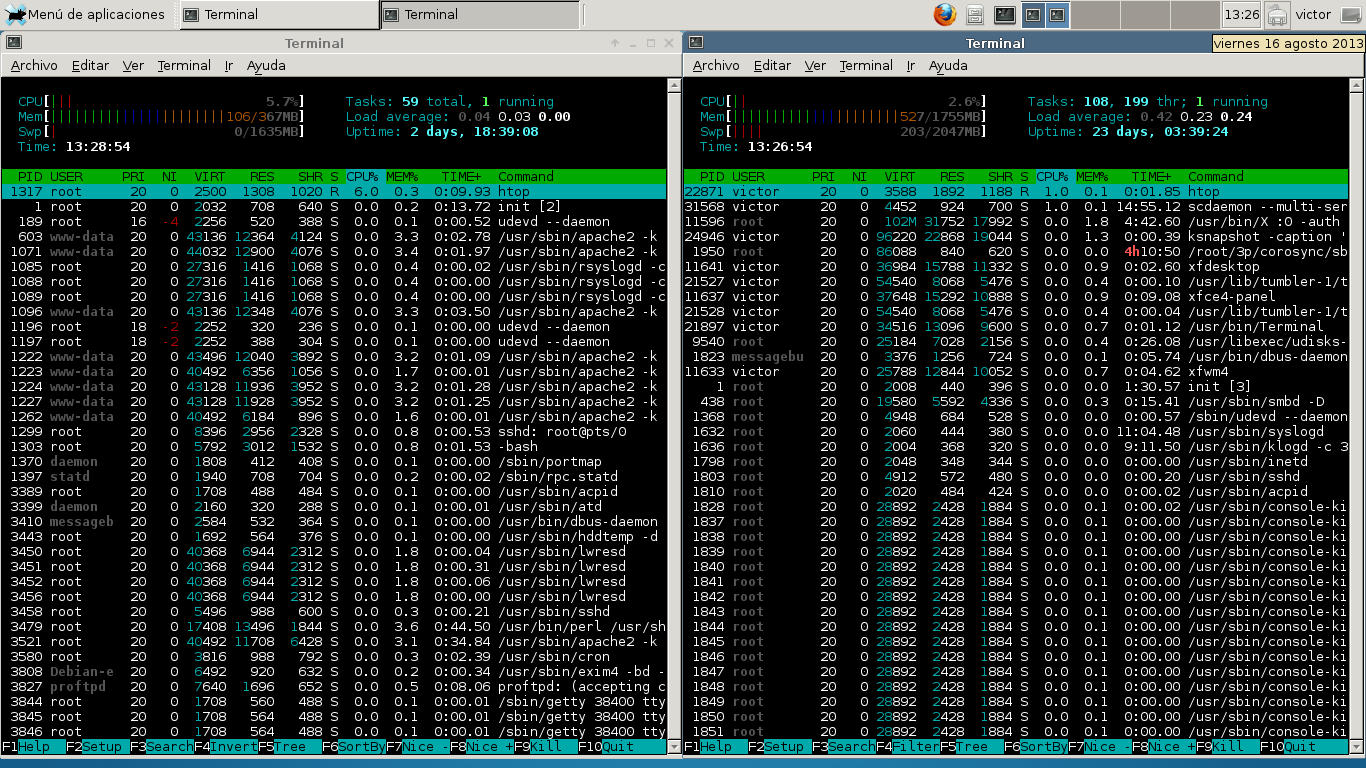 Menú de aplicaciones Terminal Terminal 13:26 victor
Terminal
Archivo Editar Ver Terminal Ir Ayuda
CPU[||| 5.7%] Tasks: 59 total, 1 running
Mem[ 106/367MB] Load average: 0.04 0.03 0.00
Swp[ 0/1635MB] Uptime: 2 days, 18:39:08
Time: 13:28:54
PID USER PRI NI VIRT RES SHR S CPU% MEM% TIME+ Command
1317 root 20 0 2500 1308 1020 R 6.0 0.3 0:09.93 htop
1 root 20 0 2032 708 640 S 0.0 0.2 0:13.72 init [2]
189 root 16 -4 2256 520 388 S 0.0 0.1 0:00.52 udevd --daemon
603 www-data 20 0 43136 12364 4124 S 0.0 3.3 0:02.78 /usr/sbin/apache2 -k
1071 www-data 20 0 44032 12900 4076 S 0.0 3.4 0:01.97 /usr/sbin/apache2 -k
1085 root 20 0 27316 1416 1068 S 0.0 0.4 0:00.02 /usr/sbin/rsyslogd -c
1088 root 20 0 27316 1416 1068 S 0.0 0.4 0:00.00 /usr/sbin/rsyslogd -c
1089 root 20 0 27316 1416 1068 S 0.0 0.4 0:00.00 /usr/sbin/rsyslogd -c
1096 www-data 20 0 43136 12348 4076 S 0.0 3.3 0:03.50 /usr/sbin/apache2 -k
1196 root 18 -2 2252 320 236 S 0.0 0.1 0:00.00 udevd --daemon
1197 root 18 -2 2252 388 304 S 0.0 0.1 0:00.00 udevd --daemon
1222 www-data 20 0 43496 12040 3892 S 0.0 3.2 0:01.09 /usr/sbin/apache2 -k
1223 www-data 20 0 40492 6356 1056 S 0.0 1.7 0:00.01 /usr/sbin/apache2 -k
1224 www-data 20 0 43128 11936 3952 S 0.0 3.2 0:01.28 /usr/sbin/apache2 -k
1227 www-data 20 0 43128 11928 3952 S 0.0 3.2 0:01.25 /usr/sbin/apache2 -k
1262 www-data 20 0 40492 6184 896 S 0.0 1.6 0:00.01 /usr/sbin/apache2 -k
1299 root 20 0 8396 2956 2328 S 0.0 0.8 0:00.53 sshd: root@pts/0
1303 root 20 0 5792 3012 1532 S 0.0 0.8 0:01.53 -bash
1370 daemon 20 0 1808 412 408 S 0.0 0.1 0:00.00 /sbin/portmap
1397 statd 20 0 1940 708 704 S 0.0 0.2 0:00.02 /sbin/rpc.statd
3389 root 20 0 1708 488 484 S 0.0 0.1 0:00.01 /usr/sbin/acpid
3399 daemon 20 0 2160 320 288 S 0.0 0.1 0:00.01 /usr/sbin/atd
3410 messageb 20 0 2584 532 364 S 0.0 0.1 0:00.01 /usr/bin/dbus-daemon
3443 root 20 0 1692 564 376 S 0.0 0.1 0:00.00 /usr/sbin/hddtemp -d
3450 root 20 0 40368 6944 2312 S 0.0 1.8 0:00.04 /usr/sbin/lwresd
3451 root 20 0 40368 6944 2312 S 0.0 1.8 0:00.31 /usr/sbin/lwresd
3452 root 20 0 40368 6944 2312 S 0.0 1.8 0:00.06 /usr/sbin/lwresd
3456 root 20 0 40368 6944 2312 S 0.0 1.8 0:00.00 /usr/sbin/lwresd
3458 root 20 0 5496 988 600 S 0.0 0.3 0:00.21 /usr/sbin/sshd
3479 root 20 0 17408 13496 1844 S 0.0 3.6 0:44.50 /usr/bin/perl /usr/sh
3521 root 20 0 40492 11708 6428 S 0.0 3.1 0:34.84 /usr/sbin/apache2 -k
3580 root 20 0 3816 988 792 S 0.0 0.3 0:02.39 /usr/sbin/cron
3808 Debian-e 20 0 6492 920 632 S 0.0 0.2 0:00.34 /usr/sbin/exim4 -bd -
3827 proftpd 20 0 7640 1696 652 S 0.0 0.5 0:08.06 proftpd: (accepting c
3844 root 20 0 1708 560 488 S 0.0 0.1 0:00.01 /sbin/getty 38400 tty
3845 root 20 0 1708 564 488 S 0.0 0.1 0:00.01 /sbin/getty 38400 tty
3846 root 20 0 1708 564 488 S 0.0 0.1 0:00.00 /sbin/getty 38400 tty
F1Help F2Setup F3SearchF4InvertF5Tree F6SortByF7Nice -F8Nice +F9Kill F10Quit
Terminal
viernes 16 agosto 2013
Archivo Editar Ver Terminal Ir Ayuda
CPU[|| 2.6%] Tasks: 108, 199 thr; 1 running
Mem[ 527/1755MB] Load average: 0.42 0.23 0.24
Swp[ 203/2047MB] Uptime: 23 days, 03:39:24
Time: 13:26:54
PID USER PRI NI VIRT RES SHR S CPU% MEM% TIME+ Command
22871 victor 20 0 3588 1892 1188 R 1.0 0.1 0:01.85 htop
31568 victor 20 0 4452 924 700 S 1.0 0.1 14:55.12 scdaemon --multi-ser
11596 root 20 0 102M 31752 17992 S 0.0 1.8 4:42.60 /usr/bin/X :0 -auth
24946 victor 20 0 96220 22868 19044 S 0.0 1.3 0:00.39 ksnapshot -caption '
1950 root 20 0 86088 840 620 S 0.0 0.0 4h10:50 /root/3p/corosync/sb
11641 victor 20 0 36984 15788 11332 S 0.0 0.9 0:02.60 xfdesktop
21527 victor 20 0 54540 8068 5476 S 0.0 0.4 0:00.10 /usr/lib/tumbler-1/t
11637 victor 20 0 37648 15292 10888 S 0.0 0.9 0:09.08 xfce4-panel
21528 victor 20 0 54540 8068 5476 S 0.0 0.4 0:00.04 /usr/lib/tumbler-1/t
21897 victor 20 0 34516 13096 9600 S 0.0 0.7 0:01.12 /usr/bin/Terminal
9540 root 20 0 25184 7028 2156 S 0.0 0.4 0:26.08 /usr/libexec/udisks-
1823 messagebu 20 0 3376 1256 724 S 0.0 0.1 0:05.74 /usr/bin/dbus-daemon
11633 victor 20 0 25788 12844 10052 S 0.0 0.7 0:04.62 xfwm4
1 root 20 0 2008 440 396 S 0.0 0.0 1:30.57 init [3]
438 root 20 0 19580 5592 4336 S 0.0 0.3 0:15.41 /usr/sbin/smbd -D
1368 root 20 0 4948 684 528 S 0.0 0.0 0:00.57 /sbin/udevd --daemon
1632 root 20 0 2060 444 380 S 0.0 0.0 11:04.48 /usr/sbin/syslogd
1636 root 20 0 2004 368 320 S 0.0 0.0 9:11.50 /usr/sbin/klogd -c 3
1798 root 20 0 2048 348 344 S 0.0 0.0 0:00.00 /usr/sbin/inetd
1803 root 20 0 4912 572 480 S 0.0 0.0 0:00.20 /usr/sbin/sshd
1810 root 20 0 2020 484 424 S 0.0 0.0 0:00.02 /usr/sbin/acpid
1828 root 20 0 28892 2428 1884 S 0.0 0.1 0:00.02 /usr/sbin/console-ki
1837 root 20 0 28892 2428 1884 S 0.0 0.1 0:00.00 /usr/sbin/console-ki
1838 root 20 0 28892 2428 1884 S 0.0 0.1 0:00.00 /usr/sbin/console-ki
1839 root 20 0 28892 2428 1884 S 0.0 0.1 0:00.00 /usr/sbin/console-ki
1840 root 20 0 28892 2428 1884 S 0.0 0.1 0:00.00 /usr/sbin/console-ki
1841 root 20 0 28892 2428 1884 S 0.0 0.1 0:00.00 /usr/sbin/console-ki
1842 root 20 0 28892 2428 1884 S 0.0 0.1 0:00.00 /usr/sbin/console-ki
1843 root 20 0 28892 2428 1884 S 0.0 0.1 0:00.00 /usr/sbin/console-ki
1844 root 20 0 28892 2428 1884 S 0.0 0.1 0:00.00 /usr/sbin/console-ki
1845 root 20 0 28892 2428 1884 S 0.0 0.1 0:00.00 /usr/sbin/console-ki
1846 root 20 0 28892 2428 1884 S 0.0 0.1 0:00.00 /usr/sbin/console-ki
1847 root 20 0 28892 2428 1884 S 0.0 0.1 0:00.00 /usr/sbin/console-ki
1848 root 20 0 28892 2428 1884 S 0.0 0.1 0:00.00 /usr/sbin/console-ki
1849 root 20 0 28892 2428 1884 S 0.0 0.1 0:00.00 /usr/sbin/console-ki
1850 root 20 0 28892 2428 1884 S 0.0 0.1 0:00.00 /usr/sbin/console-ki
1851 root 20 0 28892 2428 1884 S 0.0 0.1 0:00.00 /usr/sbin/console-ki
F1Help F2Setup F3SearchF4FilterF5Tree F6SortByF7Nice -F8Nice +F9Kill F10Quit